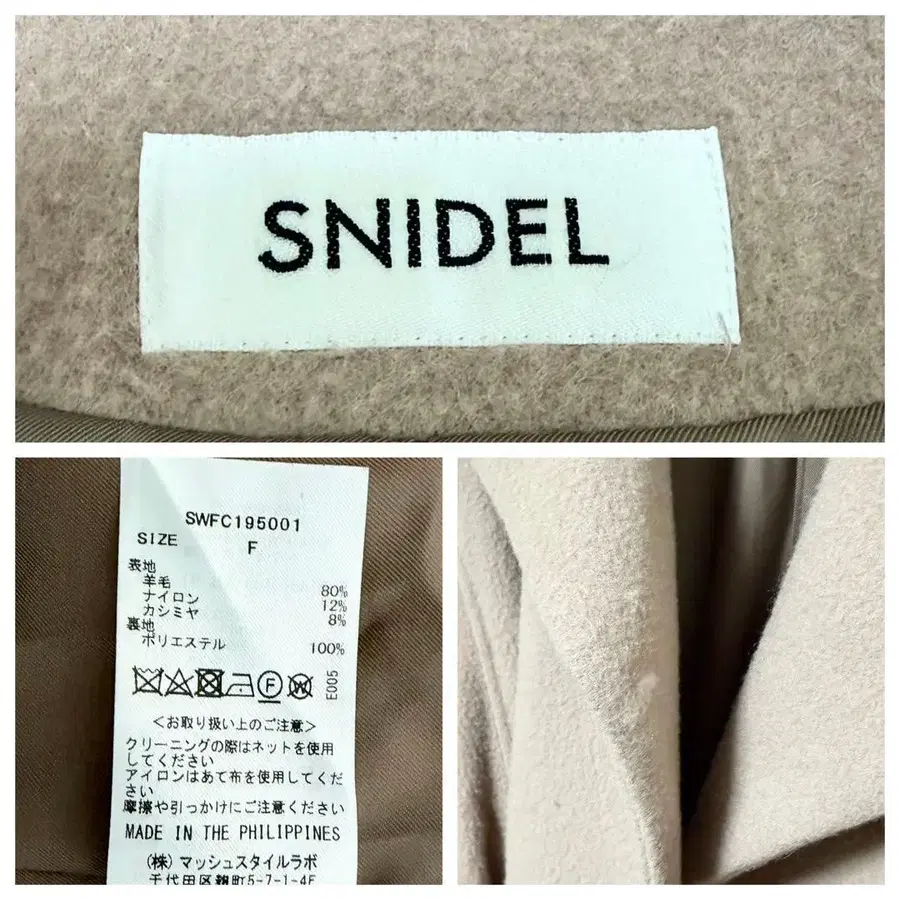 SNIDEL
SWFC195001
SIZE F
表地
羊毛 80%
ナイロン 12%
カシミヤ 8%
裏地
ポリエステル 100%
F W E005
<お取り扱い上のご注意>
クリーニングの際はネットを使用
してください
アイロンはあて布を使用してくだ
さい
摩擦や引っかけにご注意ください
MADE IN THE PHILIPPINES
(株)マッシュスタイルラボ
千代田区麹町5-7-1-4F